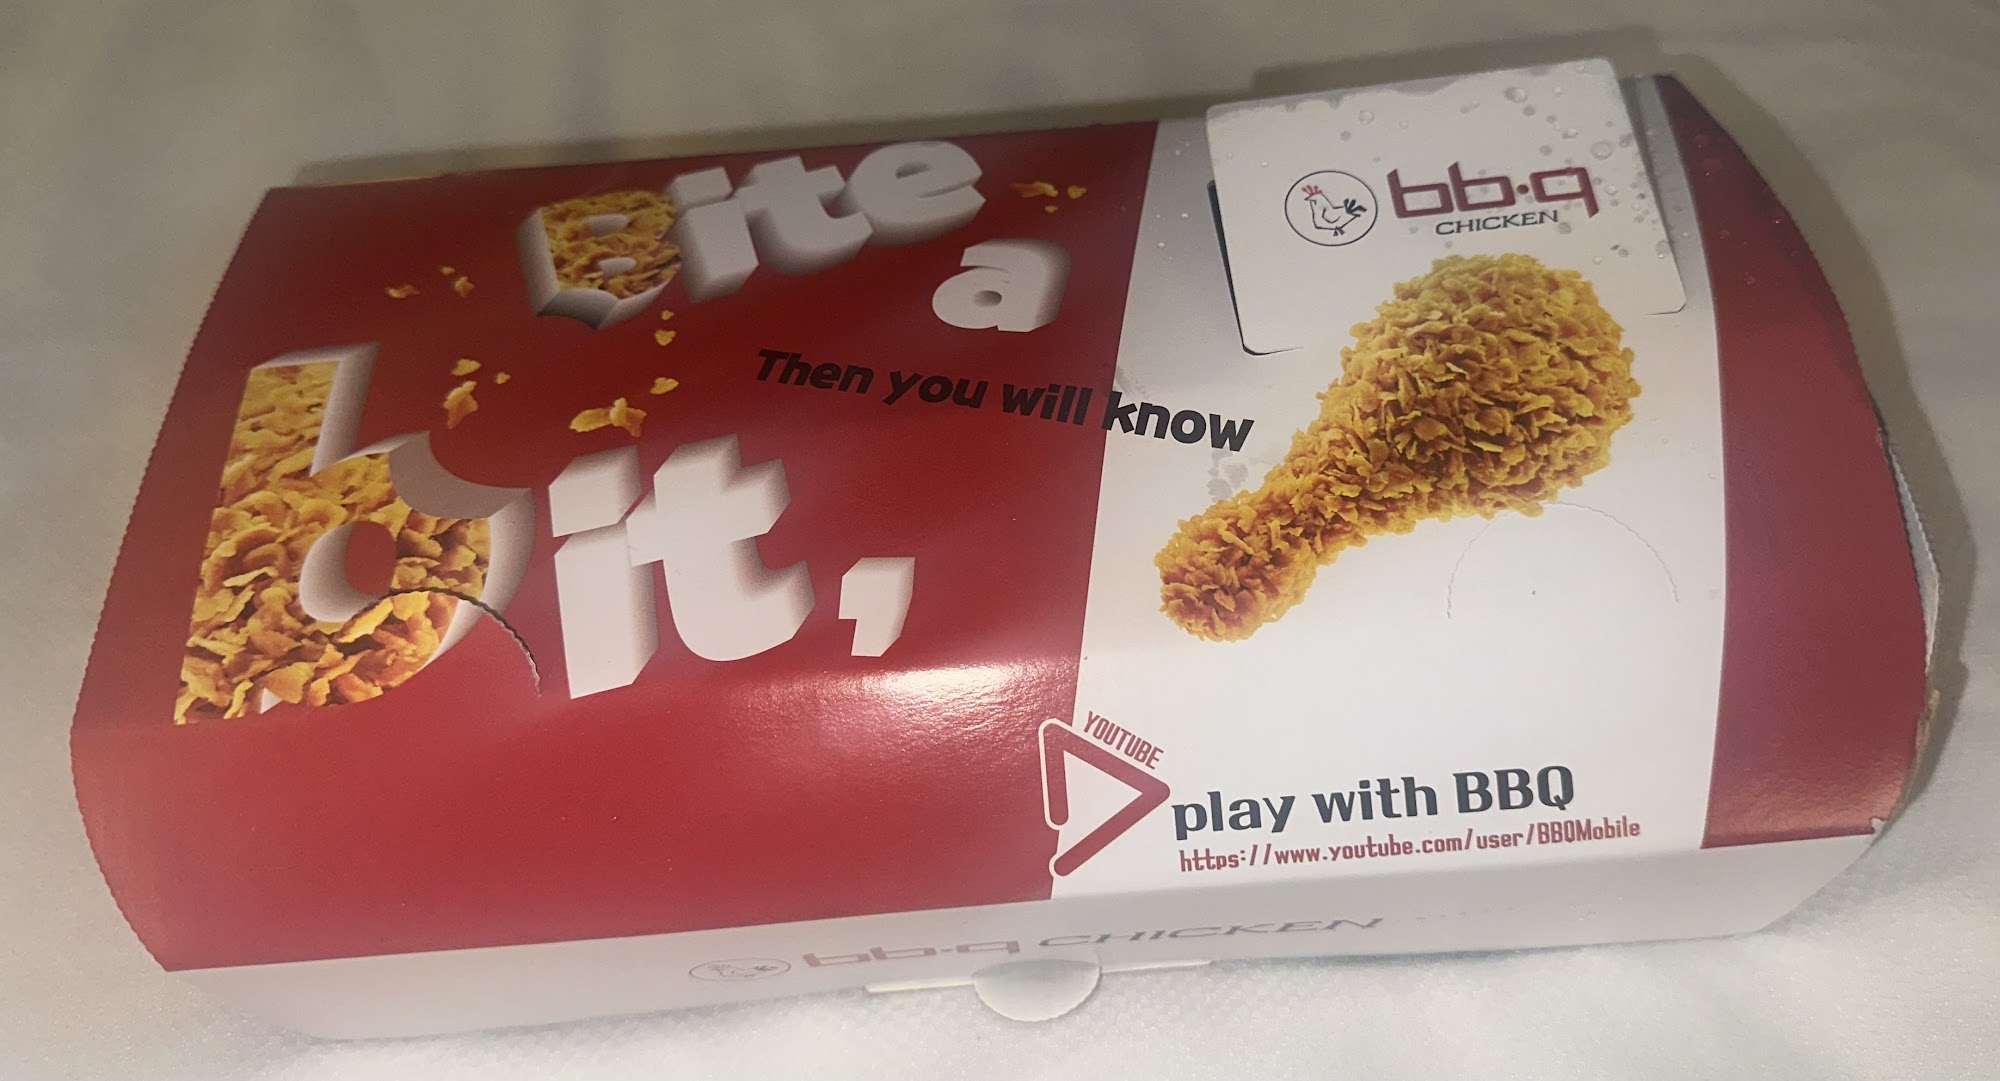 Bite
a
bit,
Then you will know
bb.q
CHICKEN
YOUTUBE
play with BBQ
https://www.youtube.com/user/BBQMobile
bb.q CHICKEN